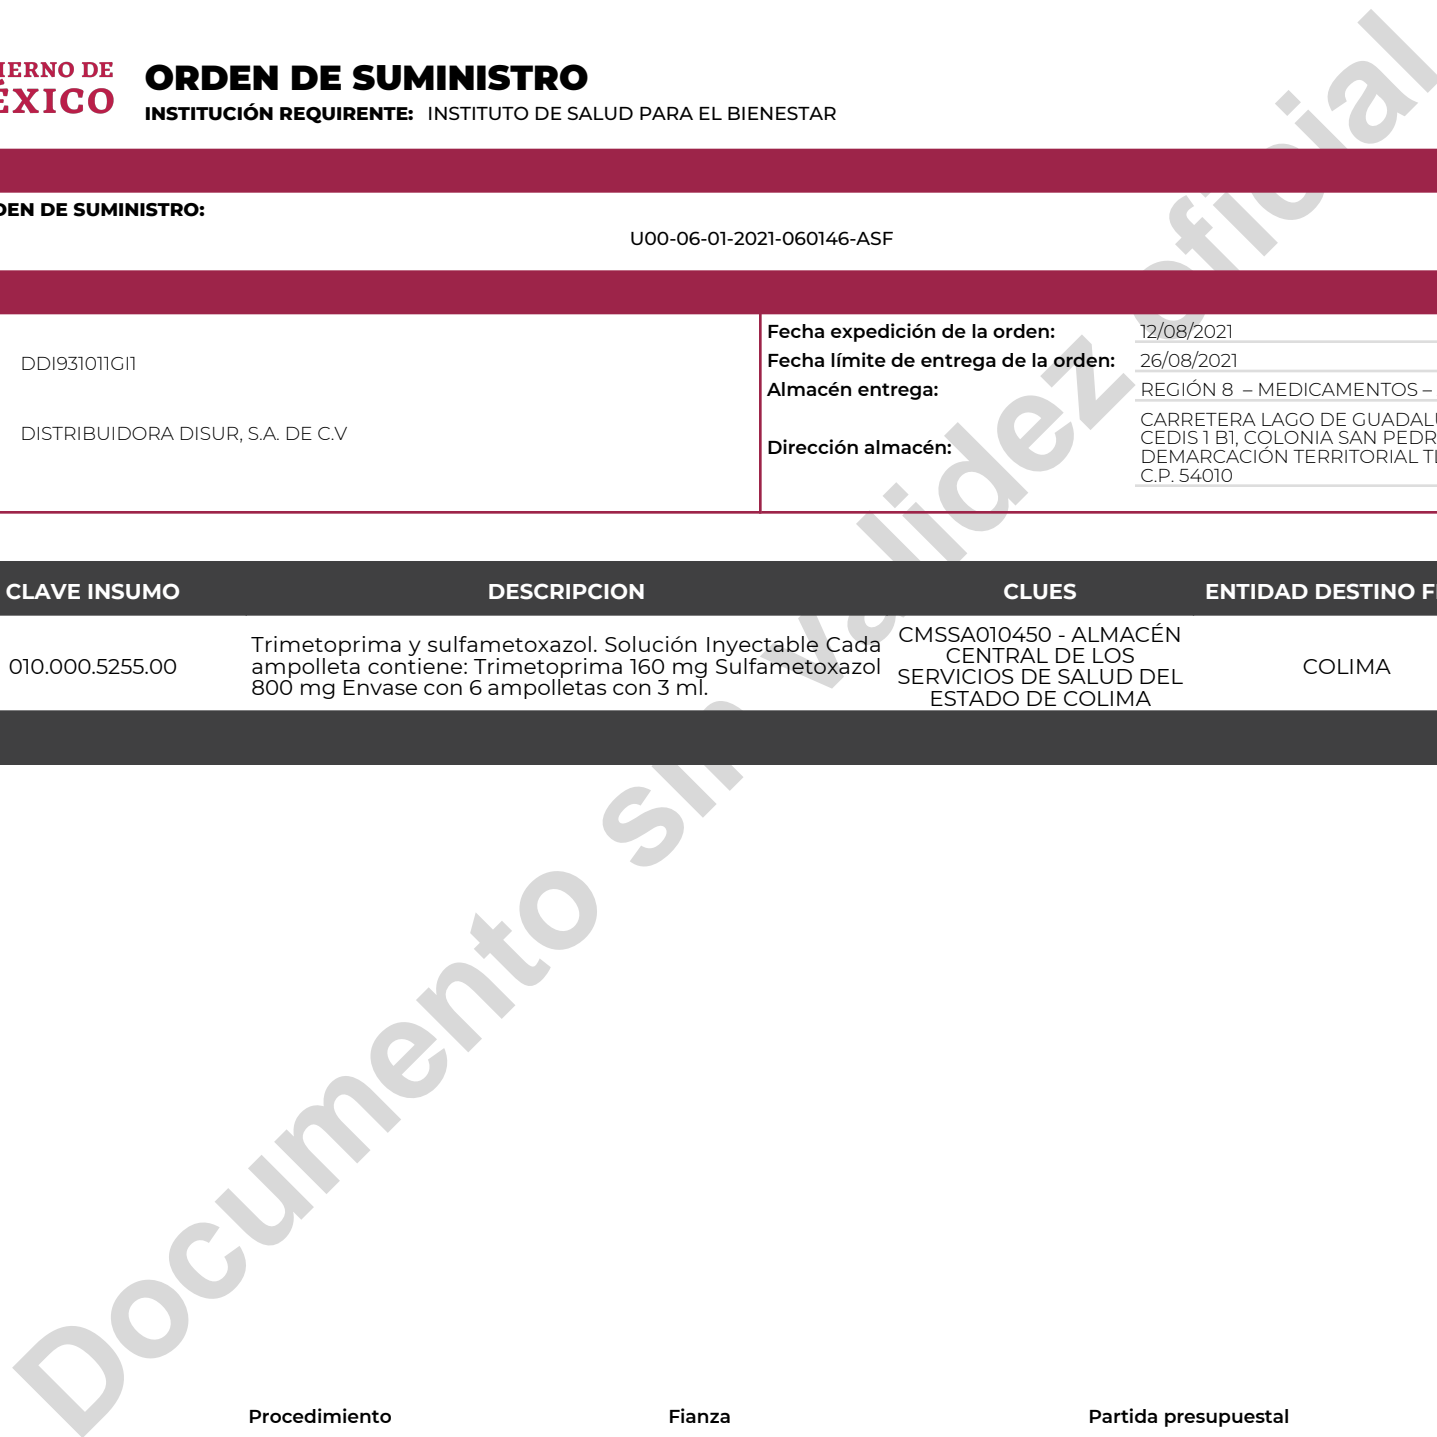 IERNO DE
ÉXICO
ORDEN DE SUMINISTRO
INSTITUCIÓN REQUIRENTE: INSTITUTO DE SALUD PARA EL BIENESTAR
DEN DE SUMINISTRO:
U00-06-01-2021-060146-ASF
DDI931011GI1
DISTRIBUIDORA DISUR, S.A. DE C.V
Fecha expedición de la orden: 12/08/2021
Fecha límite de entrega de la orden: 26/08/2021
Almacén entrega: REGIÓN 8 – MEDICAMENTOS –
Dirección almacén:
CARRETERA LAGO DE GUADALU
CEDIS 1 B1, COLONIA SAN PEDR
DEMARCACIÓN TERRITORIAL TL
C.P. 54010
CLAVE INSUMO DESCRIPCION CLUES ENTIDAD DESTINO FI
010.000.5255.00
Trimetoprima y sulfametoxazol. Solución Inyectable Cada
ampolleta contiene: Trimetoprima 160 mg Sulfametoxazol
800 mg Envase con 6 ampolletas con 3 ml.
CMSSA010450 - ALMACÉN
CENTRAL DE LOS
SERVICIOS DE SALUD DEL
ESTADO DE COLIMA
COLIMA
Documento sin validez oficial
Procedimiento Fianza Partida presupuestal